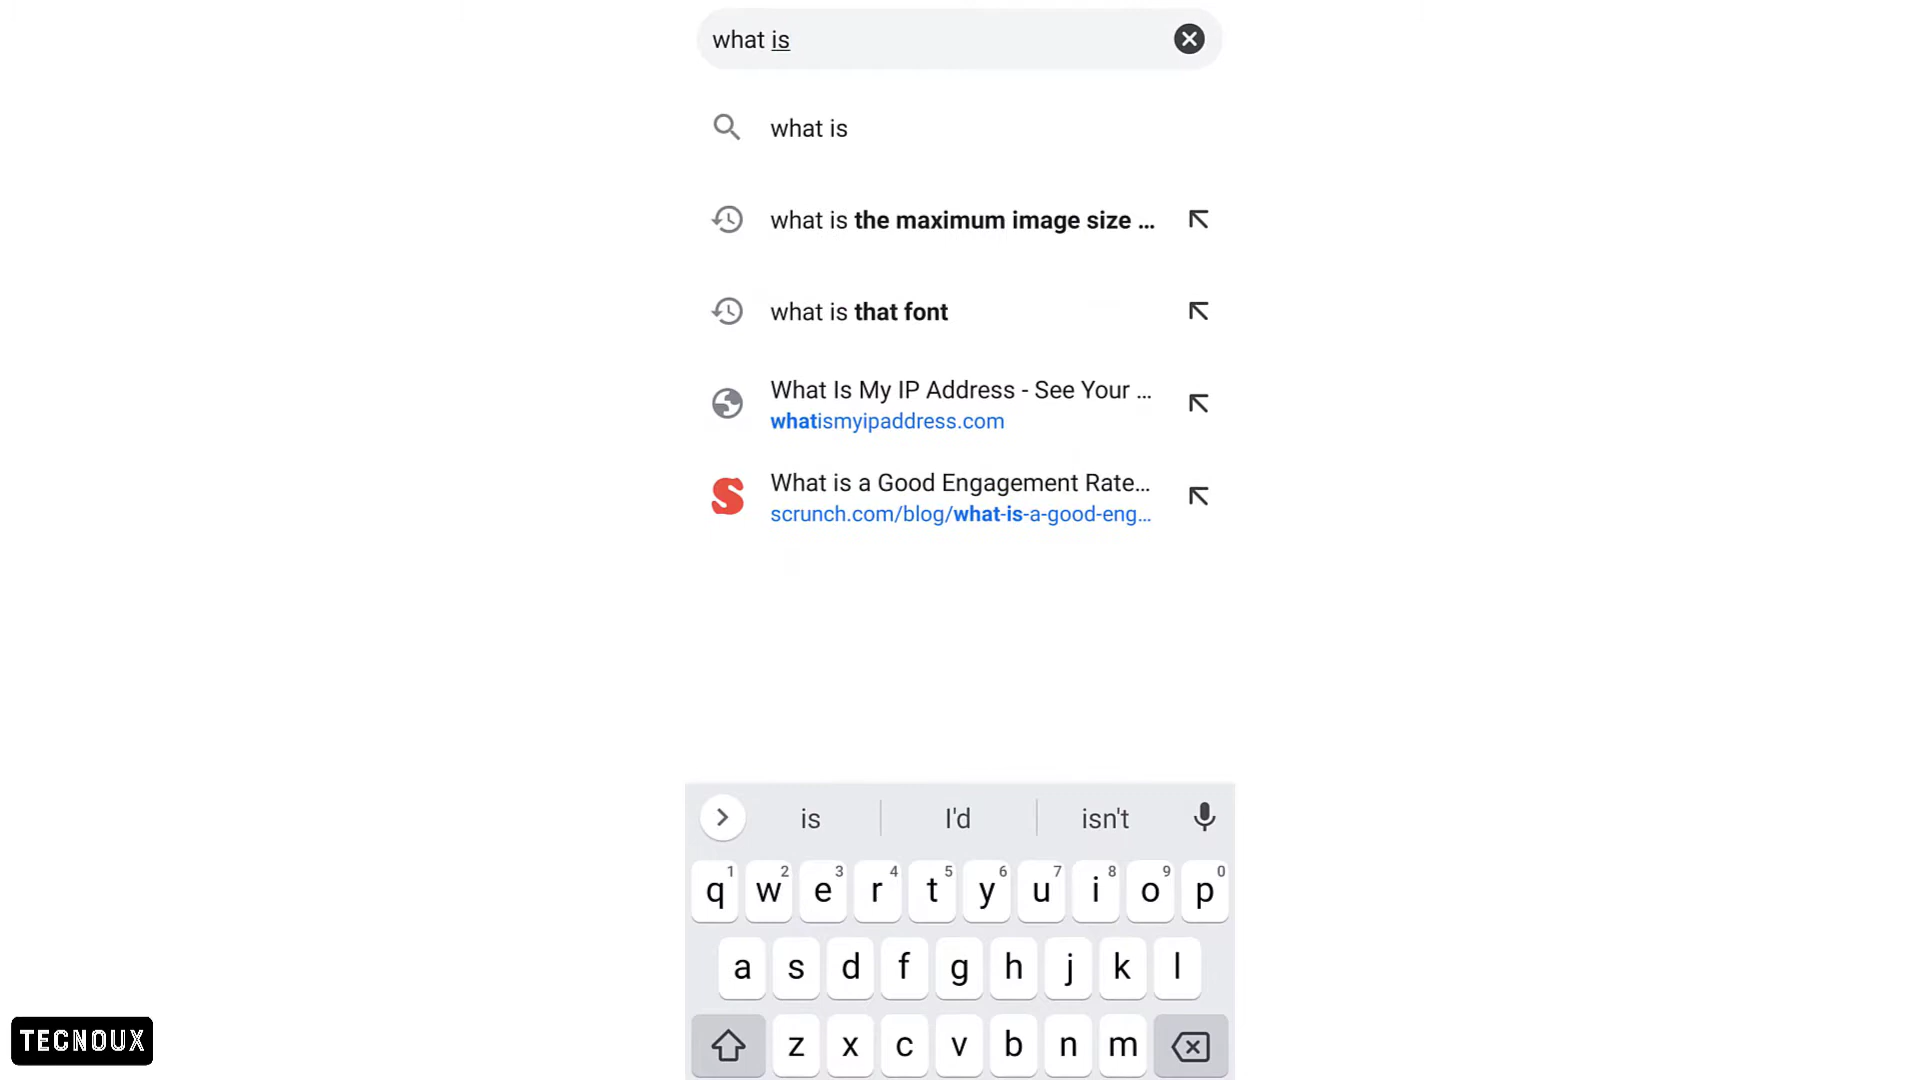 what is
what is
what is the maximum image size ...
what is that font
What Is My IP Address - See Your ...
whatismyipaddress.com
What is a Good Engagement Rate...
scrunch.com/blog/what-is-a-good-eng...
is I'd isn't
1 2 3 4 5 6 7 8 9 0
q w e r t y u i o p
a s d f g h j k l
z x c v b n m
TECNOUX